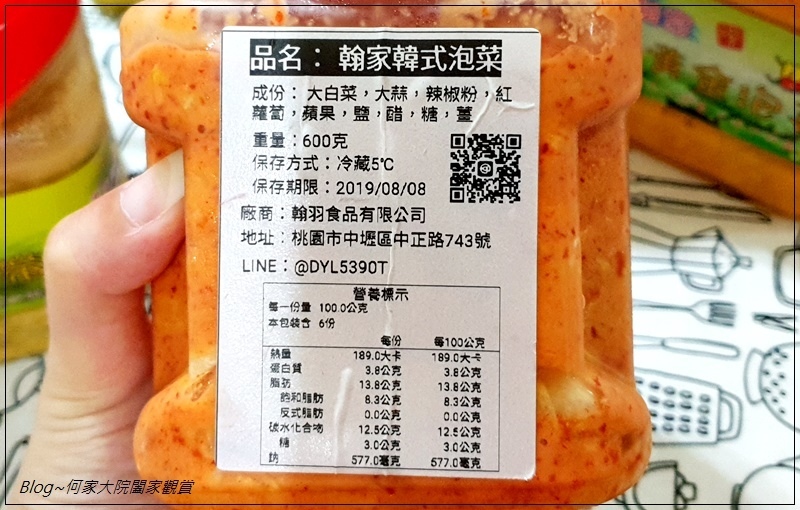 品名： 翰家韓式泡菜
成份：大白菜，大蒜，辣椒粉，紅
蘿蔔，蘋果，鹽，醋，糖，薑
重量：600克
保存方式：冷藏5℃
保存期限：2019/08/08
廠商：翰羽食品有限公司
地址：桃園市中壢區中正路743號
LINE：@DYL5390T
營養標示
每一份量 100.0公克
本包裝含 6份
每份 每100公克
熱量 189.0大卡 189.0大卡
蛋白質 3.8公克 3.8公克
脂肪 13.8公克 13.8公克
飽和脂肪 8.3公克 8.3公克
反式脂肪 0.0公克 0.0公克
碳水化合物 12.5公克 12.5公克
糖 3.0公克 3.0公克
鈉 577.0毫克 577.0毫克
Blog~何家大院闔家觀賞